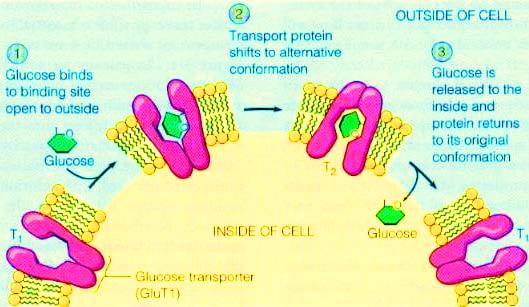 OUTSIDE OF CELL
1
Glucose binds
to binding site
open to outside
Glucose
2
Transport protein
shifts to alternative
conformation
3
Glucose is
released to the
inside and
protein returns
to its original
conformation
T2
Glucose
T1
INSIDE OF CELL
Glucose transporter
(GluT1)
T1